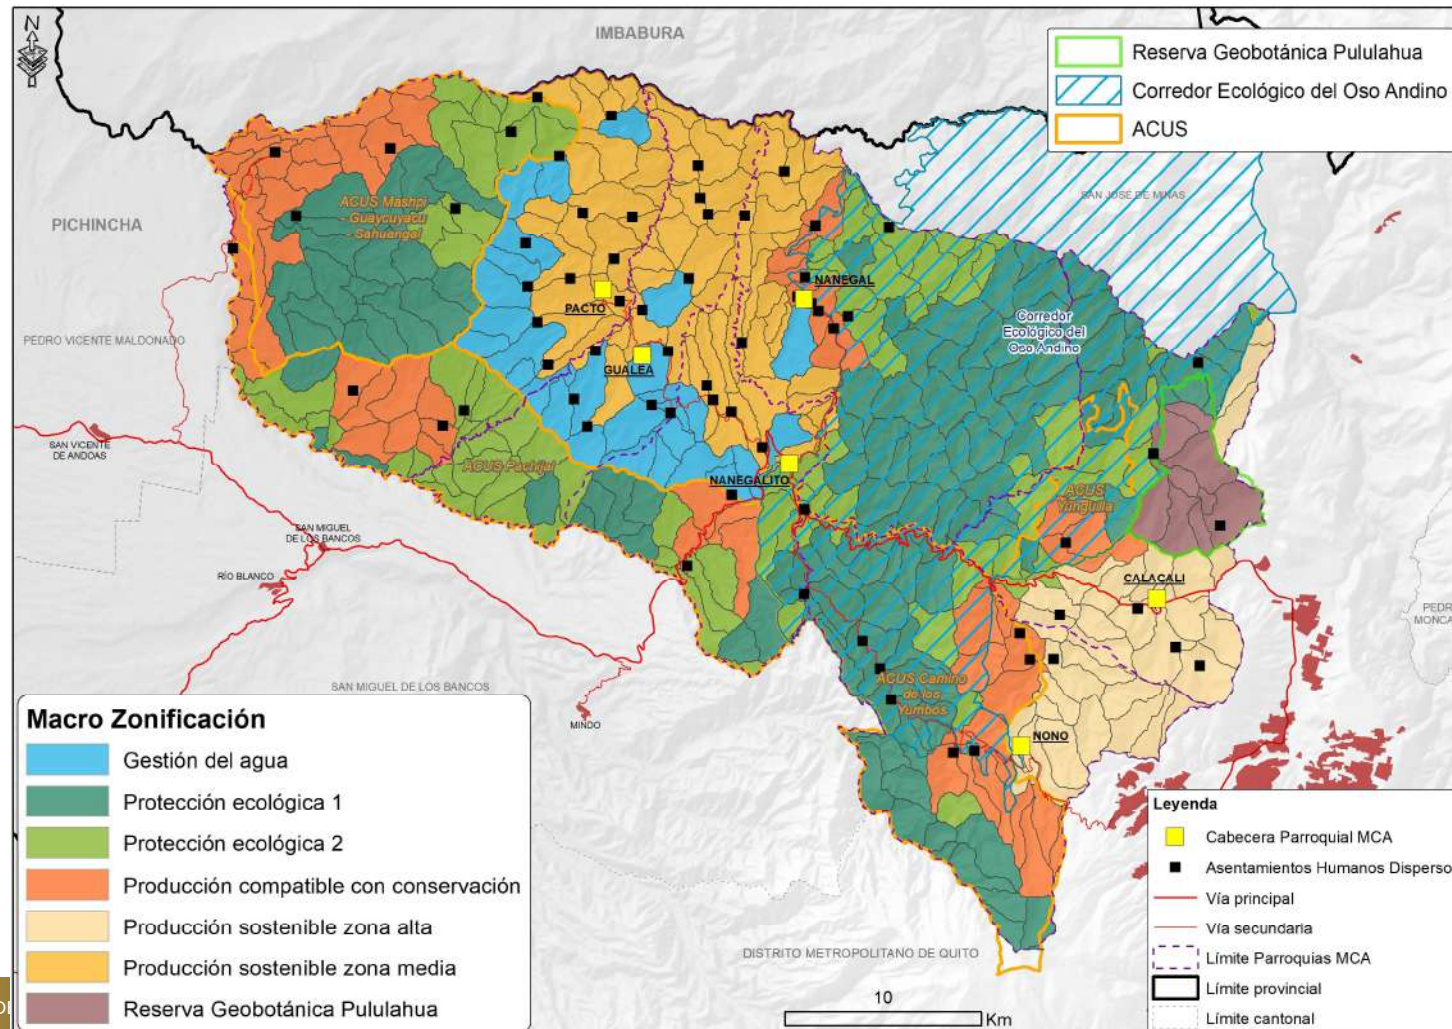 N
IMBABURA
Reserva Geobotánica Pululahua
Corredor Ecológico del Oso Andino
ACUS
SAN JOSE DE MINAS
PICHINCHA
ACUS Mashpi
- Guaycuyacu
- Sahuangal
NANEGAL
PACTO
Corredor
Ecológico del
Oso Andino
PEDRO VICENTE MALDONADO
GUALEA
SAN VICENTE
DE ANDOAS
ACUS Pachijal
NANEGALITO
ACUS
Yunguilla
SAN MIGUEL
DE LOS BANCOS
RÍO BLANCO
CALACALI
PEDR
MONCA
SAN MIGUEL DE LOS BANCOS
ACUS Camino
de los
Yumbos
MINDO
NONO
Macro Zonificación
Gestión del agua
Protección ecológica 1
Protección ecológica 2
Producción compatible con conservación
Producción sostenible zona alta
Producción sostenible zona media
Reserva Geobotánica Pululahua
Leyenda
Cabecera Parroquial MCA
Asentamientos Humanos Disperso
Vía principal
Vía secundaria
Límite Parroquias MCA
Límite provincial
Límite cantonal
DISTRITO METROPOLITANO DE QUITO
10
Km